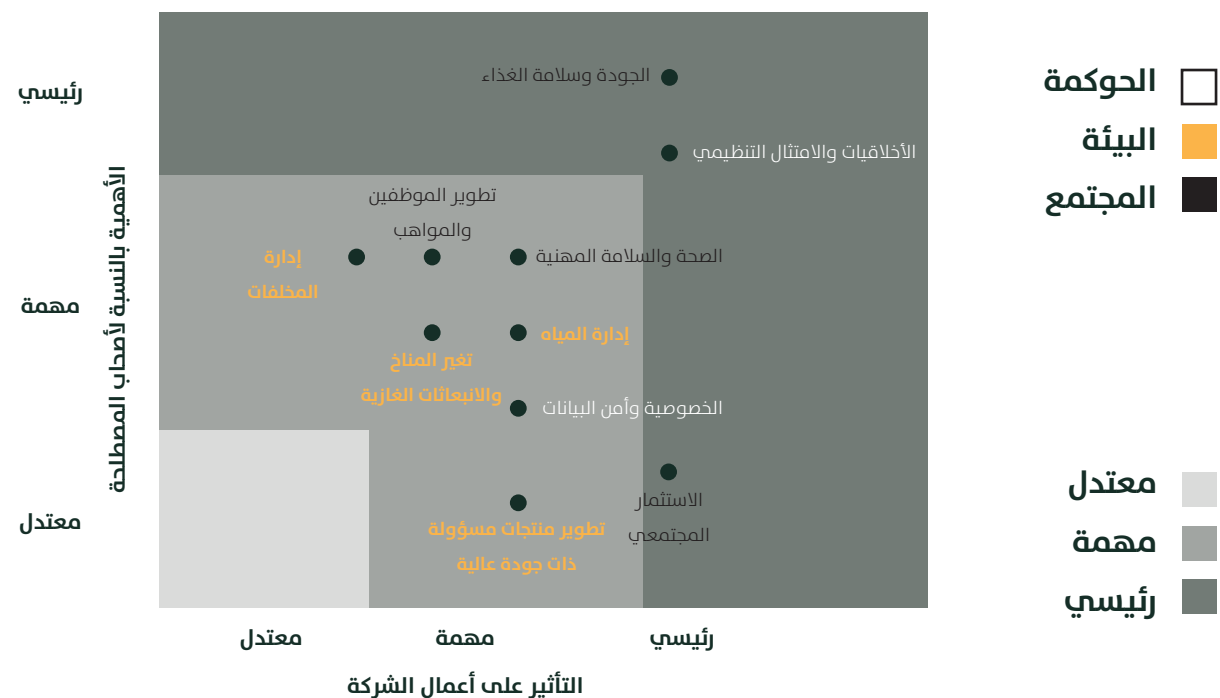 الجودة وسلامة الغذاء
الأخلاقيات والامتثال التنظيمي
تطوير الموظفين
والمواهب
الصحة والسلامة المهنية
إدارة
المخلفات
إدارة المياه
تغير المناخ
والانبعاثات الغازية
الخصوصية وأمن البيانات
الاستثمار
المجتمعي
تطوير منتجات مسؤولة
ذات جودة عالية
رئيسي
مهمة
معتدل
الأهمية بالنسبة لأصحاب المصطلحة
معتدل
مهمة
رئيسي
التأثير على أعمال الشركة
الحوكمة
البيئة
المجتمع
معتدل
مهمة
رئيسي